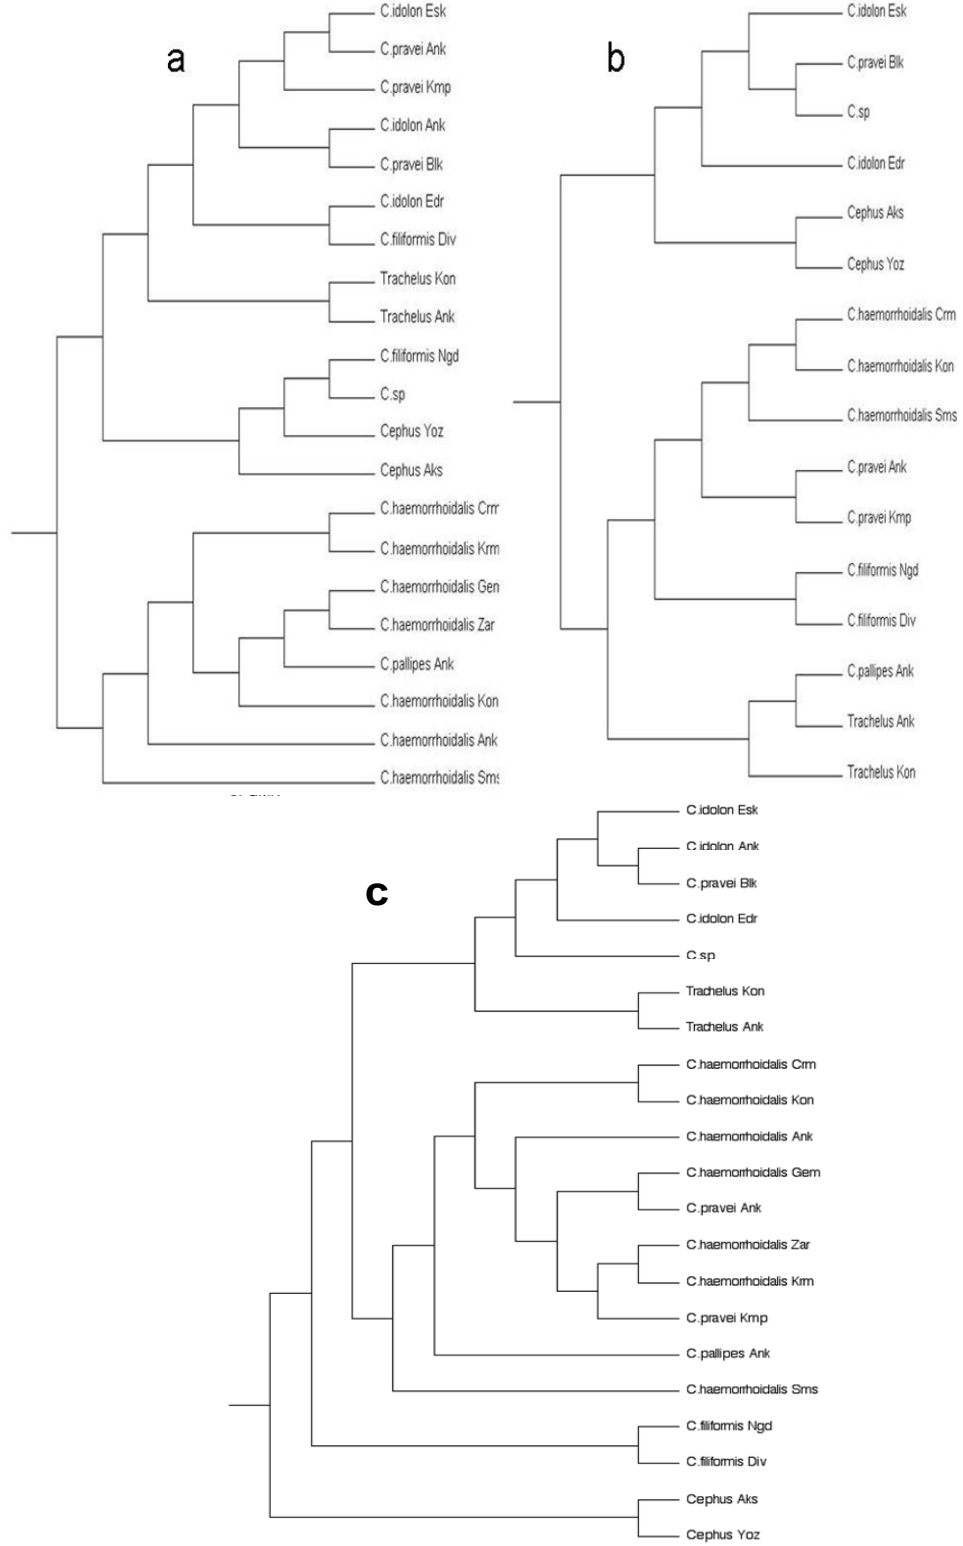 a
C.idolon Esk
C.pravei Ank
C.pravei Kmp
C.idolon Ank
C.pravei Blk
C.idolon Edr
C.filiformis Div
Trachelus Kon
Trachelus Ank
C.filiformis Ngd
C.sp
Cephus Yoz
Cephus Aks
C.haemorrhoidalis Crm
C.haemorrhoidalis Krm
C.haemorrhoidalis Gen
C.haemorrhoidalis Zar
C.pallipes Ank
C.haemorrhoidalis Kon
C.haemorrhoidalis Ank
C.haemorrhoidalis Sms
b
C.idolon Esk
C.pravei Blk
C.sp
C.idolon Edr
Cephus Aks
Cephus Yoz
C.haemorrhoidalis Crm
C.haemorrhoidalis Kon
C.haemorrhoidalis Sms
C.pravei Ank
C.pravei Kmp
C.filiformis Ngd
C.filiformis Div
C.pallipes Ank
Trachelus Ank
Trachelus Kon
c
C.idolon Esk
C.idolon Ank
C.pravei Blk
C.idolon Edr
C.sp
Trachelus Kon
Trachelus Ank
C.haemorrhoidalis Crm
C.haemorrhoidalis Kon
C.haemorrhoidalis Ank
C.haemorrhoidalis Gem
C.pravei Ank
C.haemorrhoidalis Zar
C.haemorrhoidalis Krm
C.pravei Kmp
C.pallipes Ank
C.haemorrhoidalis Sms
C.filiformis Ngd
C.filiformis Div
Cephus Aks
Cephus Yoz